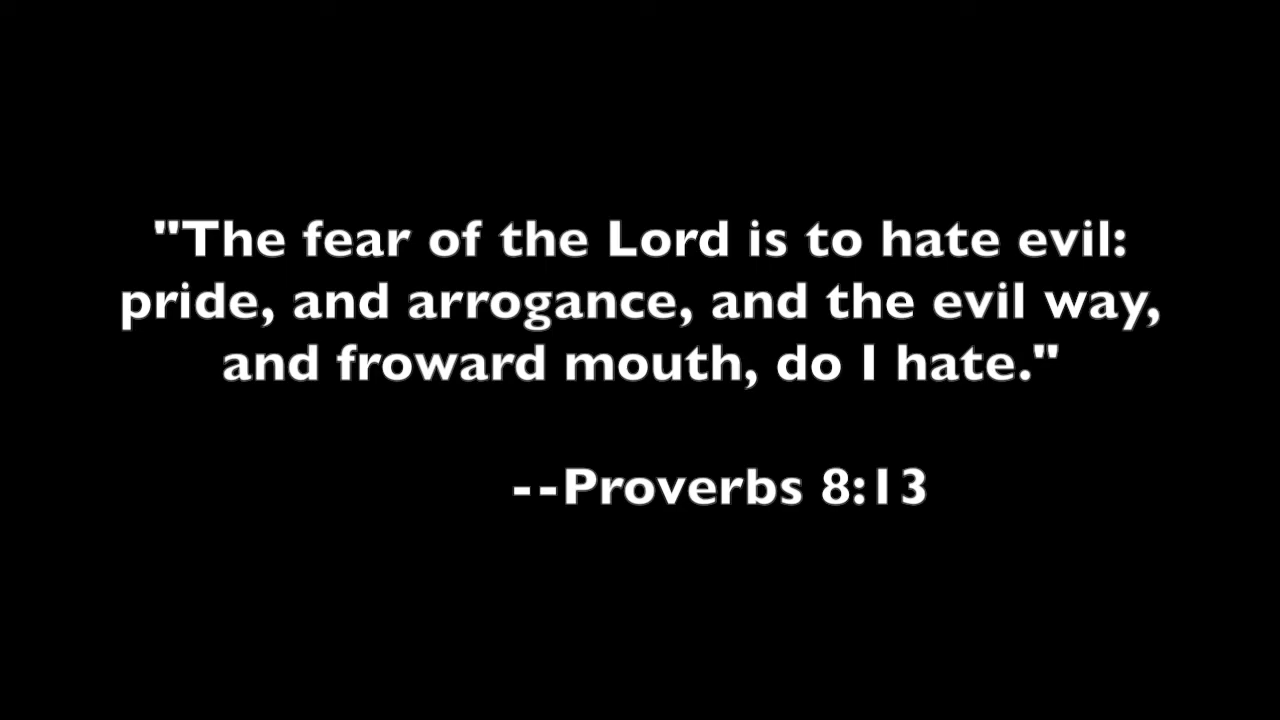 "The fear of the Lord is to hate evil:
pride, and arrogance, and the evil way,
and froward mouth, do I hate."
--Proverbs 8:13